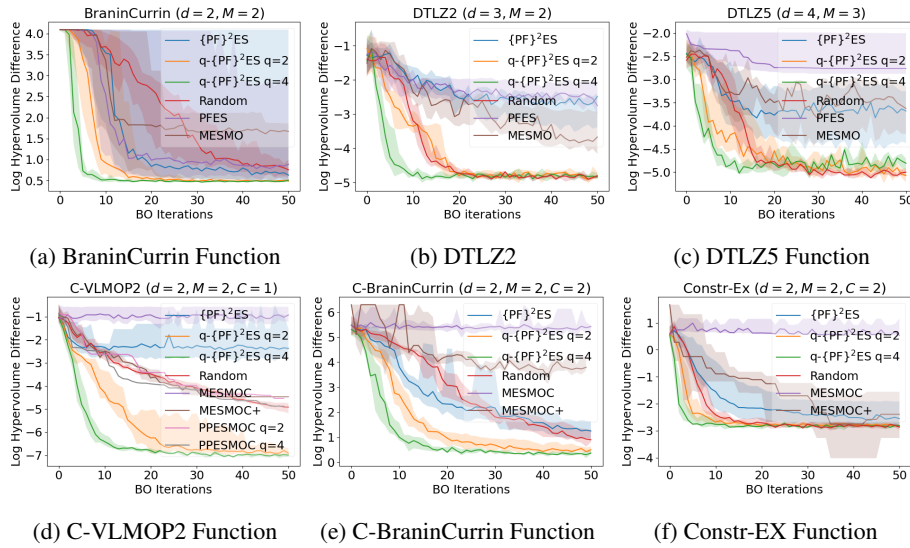 BraninCurrin (d = 2, M = 2)
DTLZ2 (d = 3, M = 2)
DTLZ5 (d = 4, M = 3)
Log Hypervolume Difference
4.0
3.5
3.0
2.5
2.0
1.5
1.0
0.5
{PF}²ES
q-{PF}²ES q=2
q-{PF}²ES q=4
Random
PFES
MESMO
0 10 20 30 40 50
BO Iterations
Log Hypervolume Difference
−1
−2
−3
−4
−5
{PF}²ES
q-{PF}²ES q=2
q-{PF}²ES q=4
Random
PFES
MESMO
0 10 20 30 40 50
BO Iterations
Log Hypervolume Difference
−2.0
−2.5
−3.0
−3.5
−4.0
−4.5
−5.0
{PF}²ES
q-{PF}²ES q=2
q-{PF}²ES q=4
Random
PFES
MESMO
0 10 20 30 40 50
BO Iterations
(a) BraninCurrin Function
(b) DTLZ2
(c) DTLZ5 Function
C-VLMOP2 (d = 2, M = 2, C = 1)
C-BraninCurrin (d = 2, M = 2, C = 2)
Constr-Ex (d = 2, M = 2, C = 2)
Log Hypervolume Difference
−1
−2
−3
−4
−5
−6
−7
{PF}²ES
q-{PF}²ES q=2
q-{PF}²ES q=4
Random
MESMOC
MESMOC+
PPESMOC q=2
PPESMOC q=4
0 10 20 30 40 50
BO Iterations
Log Hypervolume Difference
6
5
4
3
2
1
0
{PF}²ES
q-{PF}²ES q=2
q-{PF}²ES q=4
Random
MESMOC
MESMOC+
0 10 20 30 40 50
BO Iterations
Log Hypervolume Difference
1
0
−1
−2
−3
−4
{PF}²ES
q-{PF}²ES q=2
q-{PF}²ES q=4
Random
MESMOC
MESMOC+
0 10 20 30 40 50
BO Iterations
(d) C-VLMOP2 Function
(e) C-BraninCurrin Function
(f) Constr-EX Function